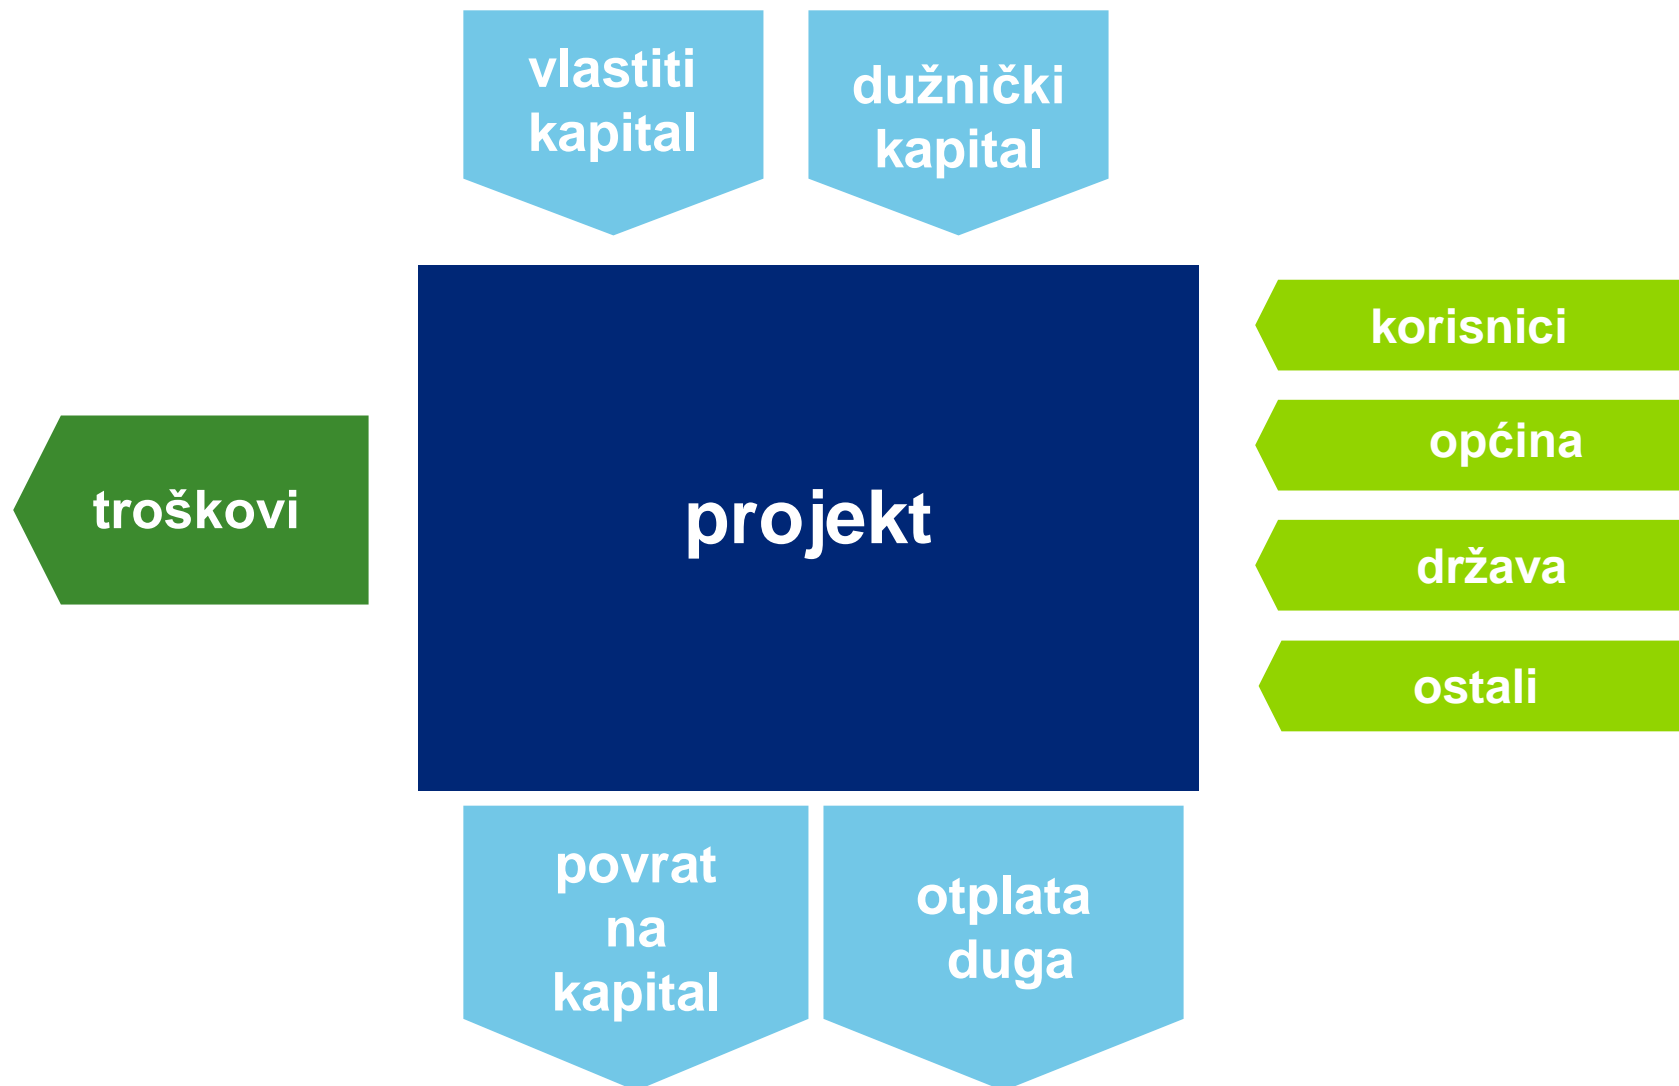 vlastiti
kapital
dužnički
kapital
korisnici
općina
troškovi
projekt
država
ostali
povrat
na
kapital
otplata
duga